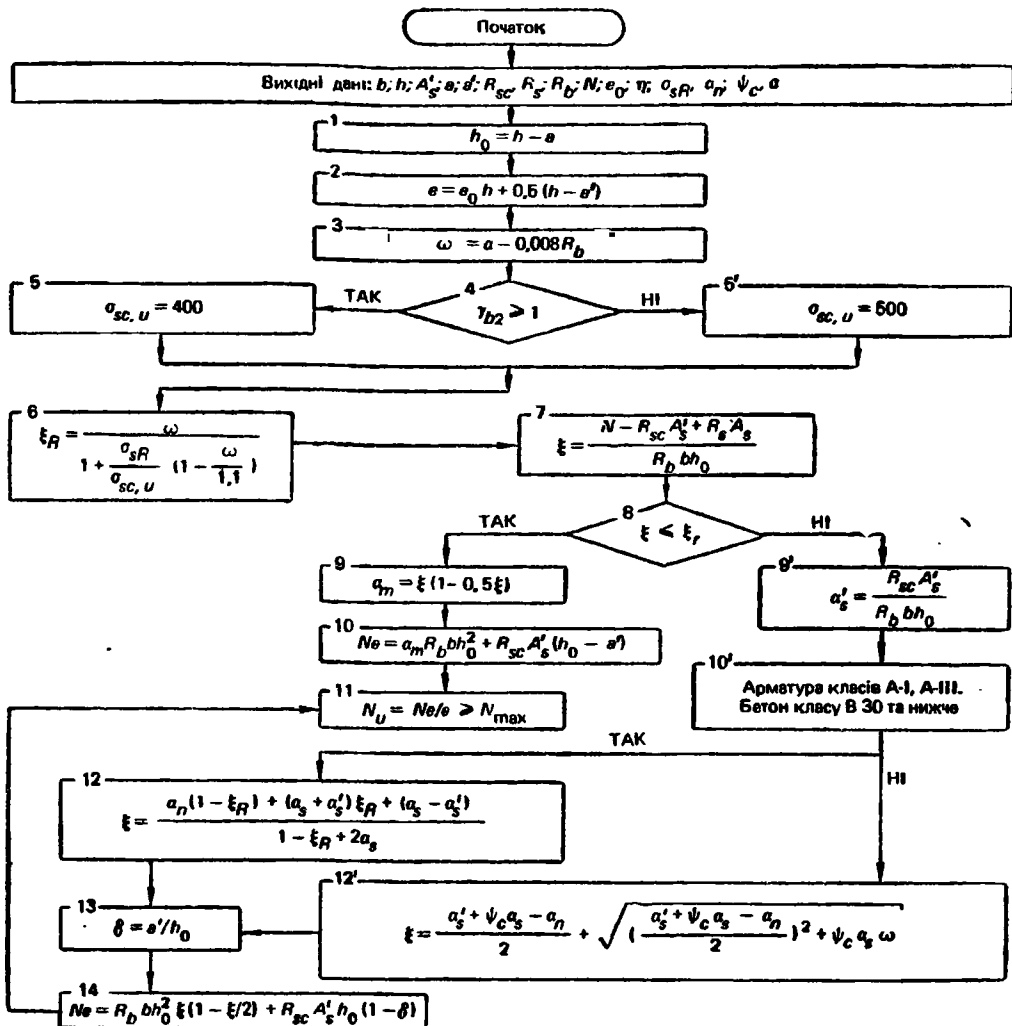 Початок
Вихідні дані: b; h; A's; a; a'; Rsc, Rs; Rb; N; e0; η; σsR, αn; ψc, α
1
h0 = h − a
2
e = e0 h + 0,5 (h − a')
3
ω = α − 0,008Rb
4
γb2 ⩾ 1
ТАК
НІ
5
σsc, u = 400
5'
σsc, u = 500
6
ξR = ω / (1 + σsR/σsc, u (1 − ω/1,1))
7
ξ = (N − Rsc A's + Rs As) / (Rb bh0)
8
ξ ⩽ ξr
ТАК
НІ
9
αm = ξ (1 − 0,5ξ)
9'
α's = Rsc A's / (Rb bh0)
10
Ne = αm Rb bh0² + Rsc A's (h0 − a')
10'
Арматура класів А-І, А-ІІІ.
Бетон класу В 30 та нижче
11
Nu = Ne/e ⩾ Nmax
ТАК
НІ
12
ξ = (αn (1 − ξR) + (αs + α's) ξR + (αs − α's)) / (1 − ξR + 2αs)
12'
ξ = (α's + ψc αs − αn)/2 + √(((α's + ψc αs − αn)/2)² + ψc αs ω)
13
δ = a'/h0
14
Ne = Rb bh0² ξ (1 − ξ/2) + Rsc A's h0 (1 − δ)